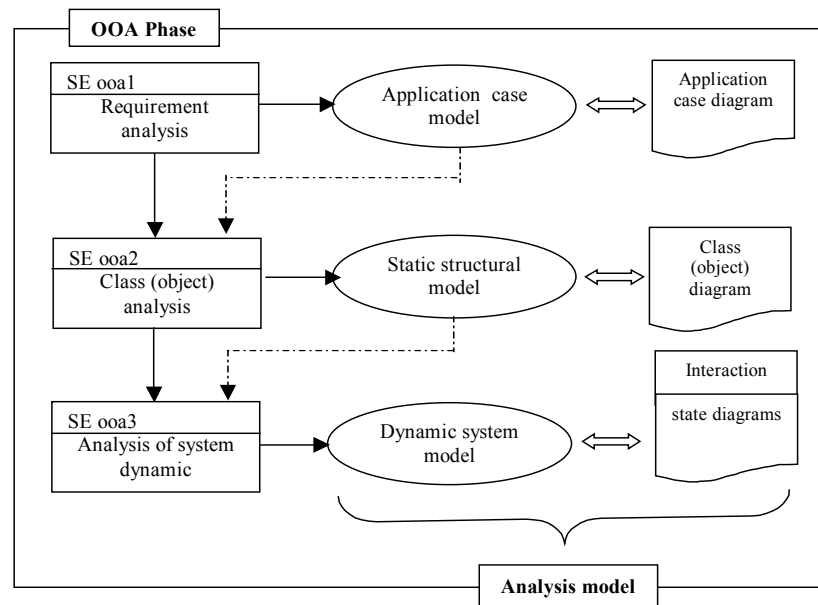 OOA Phase
SE ooa1
Requirement
analysis
Application case
model
Application
case diagram
SE ooa2
Class (object)
analysis
Static structural
model
Class
(object)
diagram
SE ooa3
Analysis of system
dynamic
Dynamic system
model
Interaction
state diagrams
Analysis model